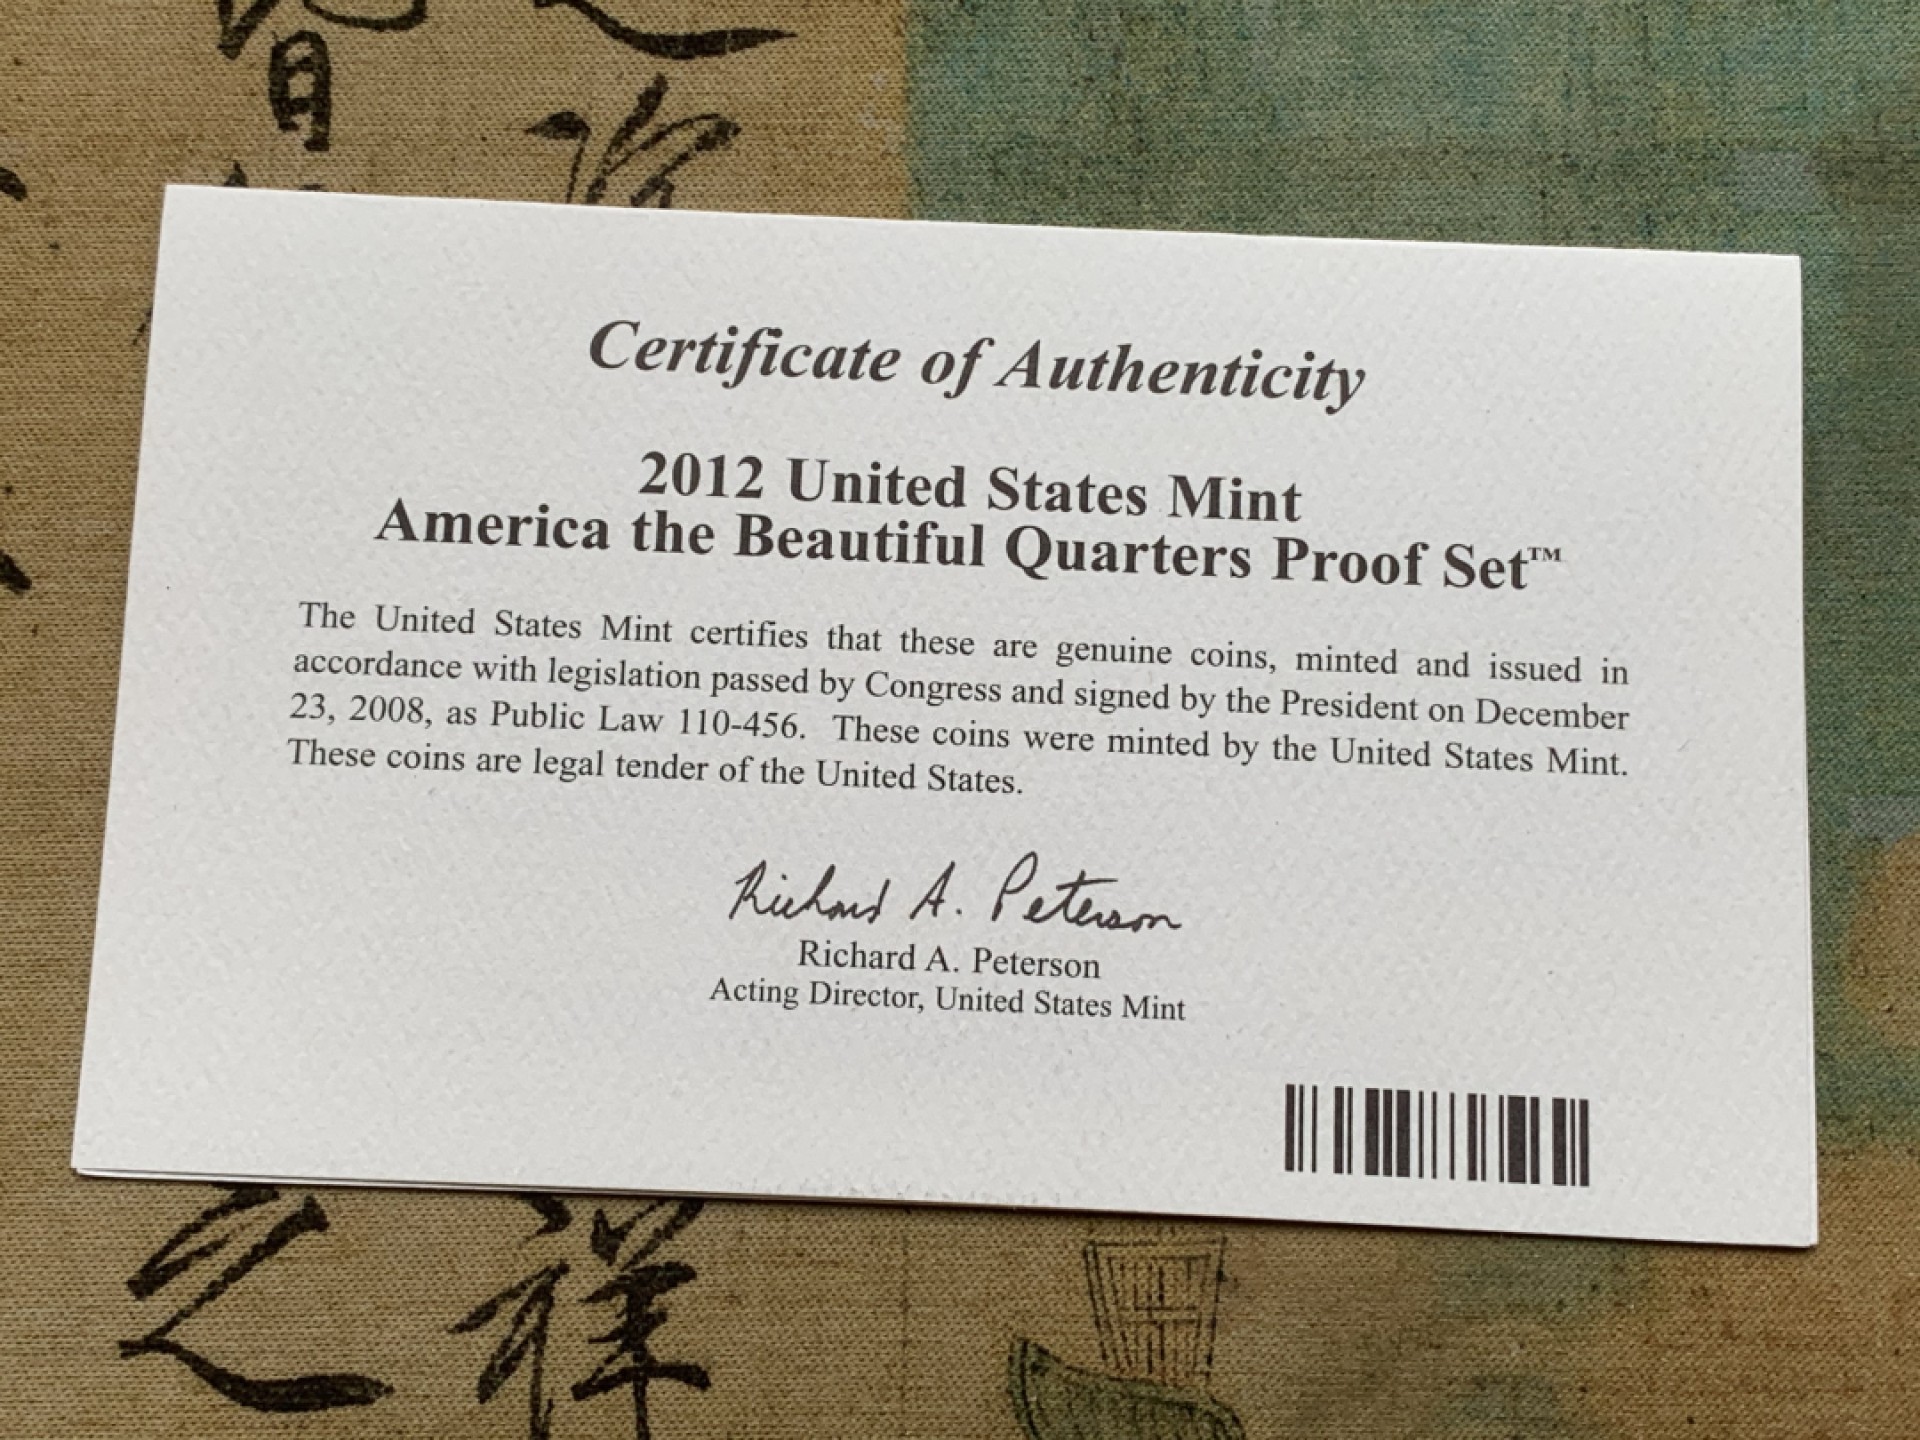 Certificate of Authenticity
2012 United States Mint
America the Beautiful Quarters Proof Set™
The United States Mint certifies that these are genuine coins, minted and issued in
accordance with legislation passed by Congress and signed by the President on December
23, 2008, as Public Law 110-456. These coins were minted by the United States Mint.
These coins are legal tender of the United States.
Richard A. Peterson
Richard A. Peterson
Acting Director, United States Mint
之祥